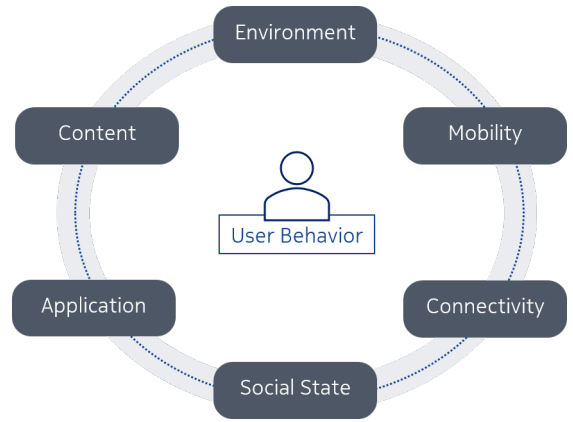 Environment
Content
Mobility
User Behavior
Application
Connectivity
Social State